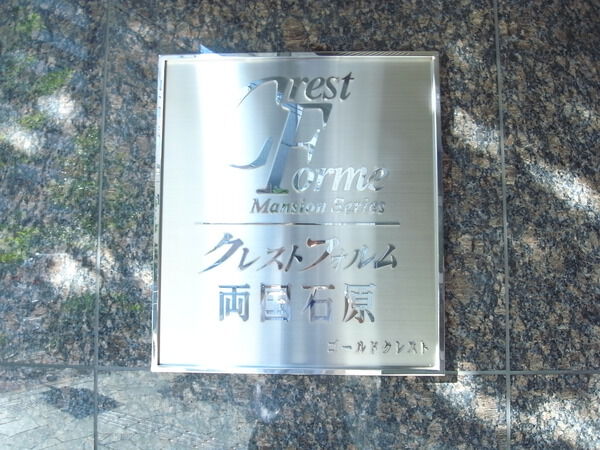 Crest
Forme
Mansion Series
クレストフォルム
両国石原
ゴールドクレスト